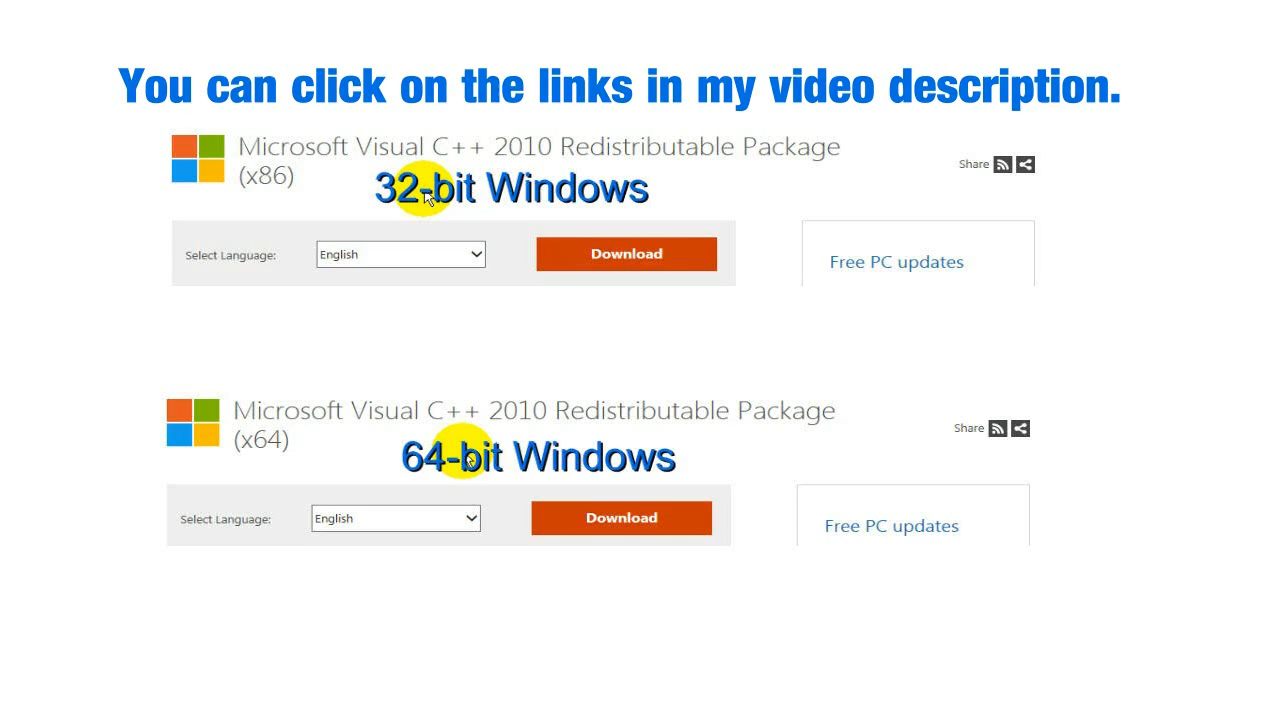 You can click on the links in my video description.
Microsoft Visual C++ 2010 Redistributable Package
(x86)
32-bit Windows
Share
Select Language:
English
Download
Free PC updates
Microsoft Visual C++ 2010 Redistributable Package
(x64)
64-bit Windows
Share
Select Language:
English
Download
Free PC updates